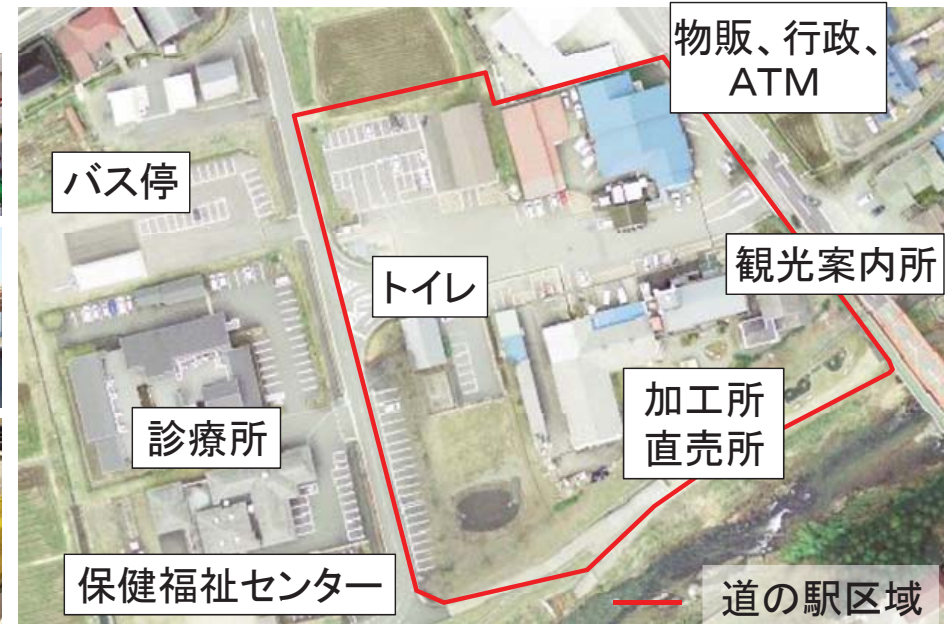 物販、行政、
ATM
バス停
観光案内所
トイレ
加工所
直売所
診療所
保健福祉センター
道の駅区域